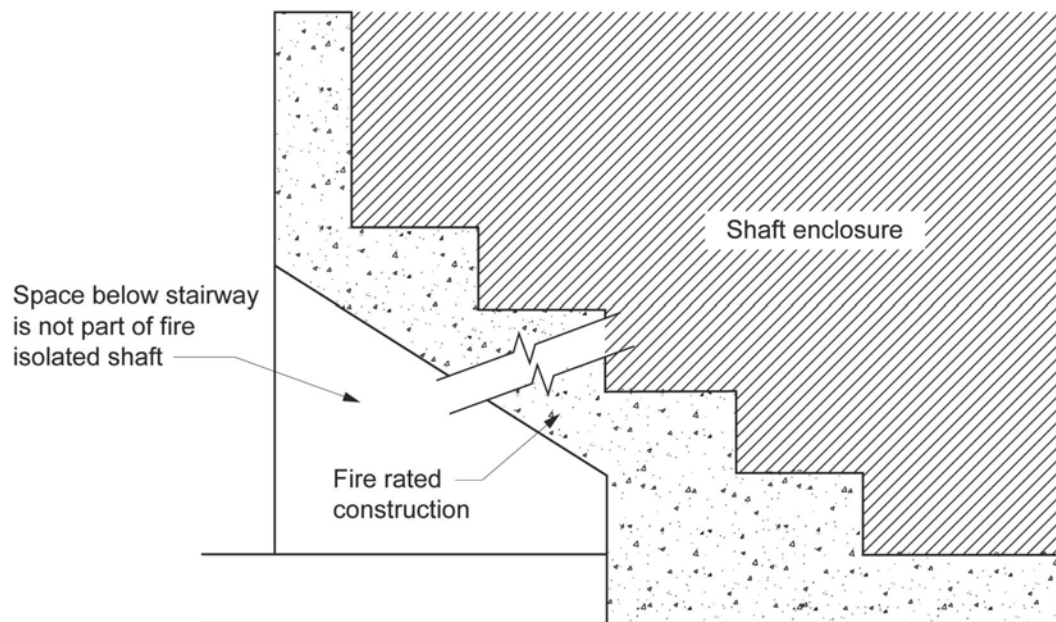 Shaft enclosure
Space below stairway
is not part of fire
isolated shaft
Fire rated
construction